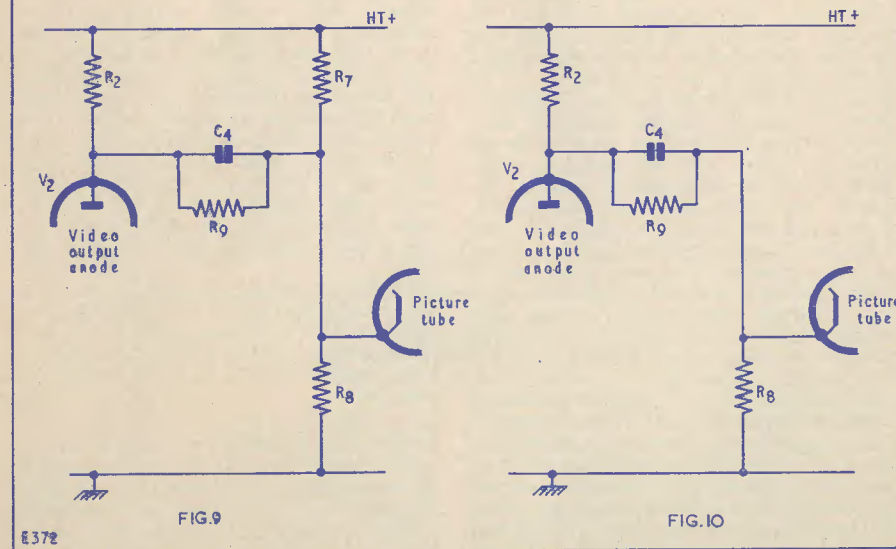 HT+
R2
R7
C4
V2
R9
Video
output
anode
Picture
tube
R8
FIG.9
HT+
R2
C4
V2
R9
Video
output
anode
Picture
tube
R8
FIG.10
E372